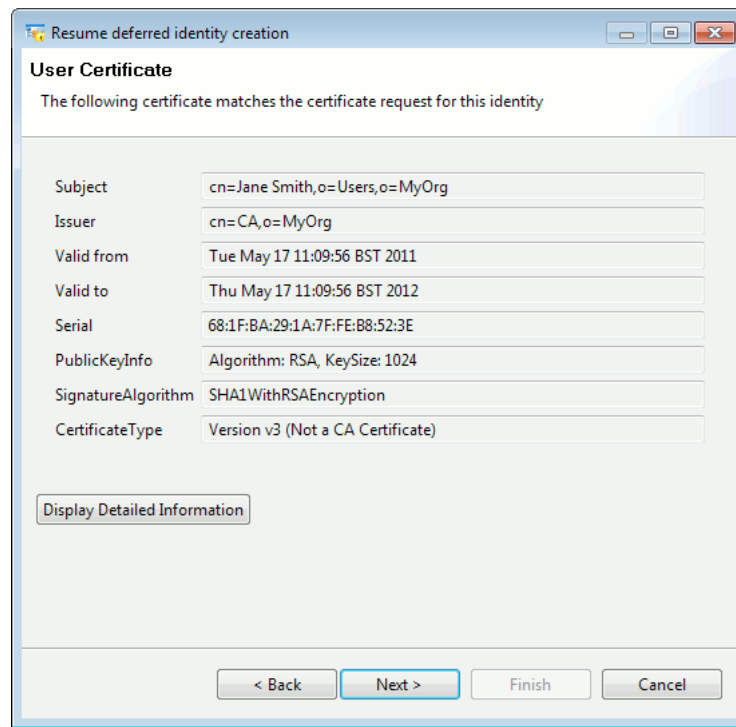 Resume deferred identity creation
User Certificate
The following certificate matches the certificate request for this identity
Subject cn=Jane Smith,o=Users,o=MyOrg
Issuer cn=CA,o=MyOrg
Valid from Tue May 17 11:09:56 BST 2011
Valid to Thu May 17 11:09:56 BST 2012
Serial 68:1F:BA:29:1A:7F:FE:B8:52:3E
PublicKeyInfo Algorithm: RSA, KeySize: 1024
SignatureAlgorithm SHA1WithRSAEncryption
CertificateType Version v3 (Not a CA Certificate)
Display Detailed Information
< Back Next > Finish Cancel